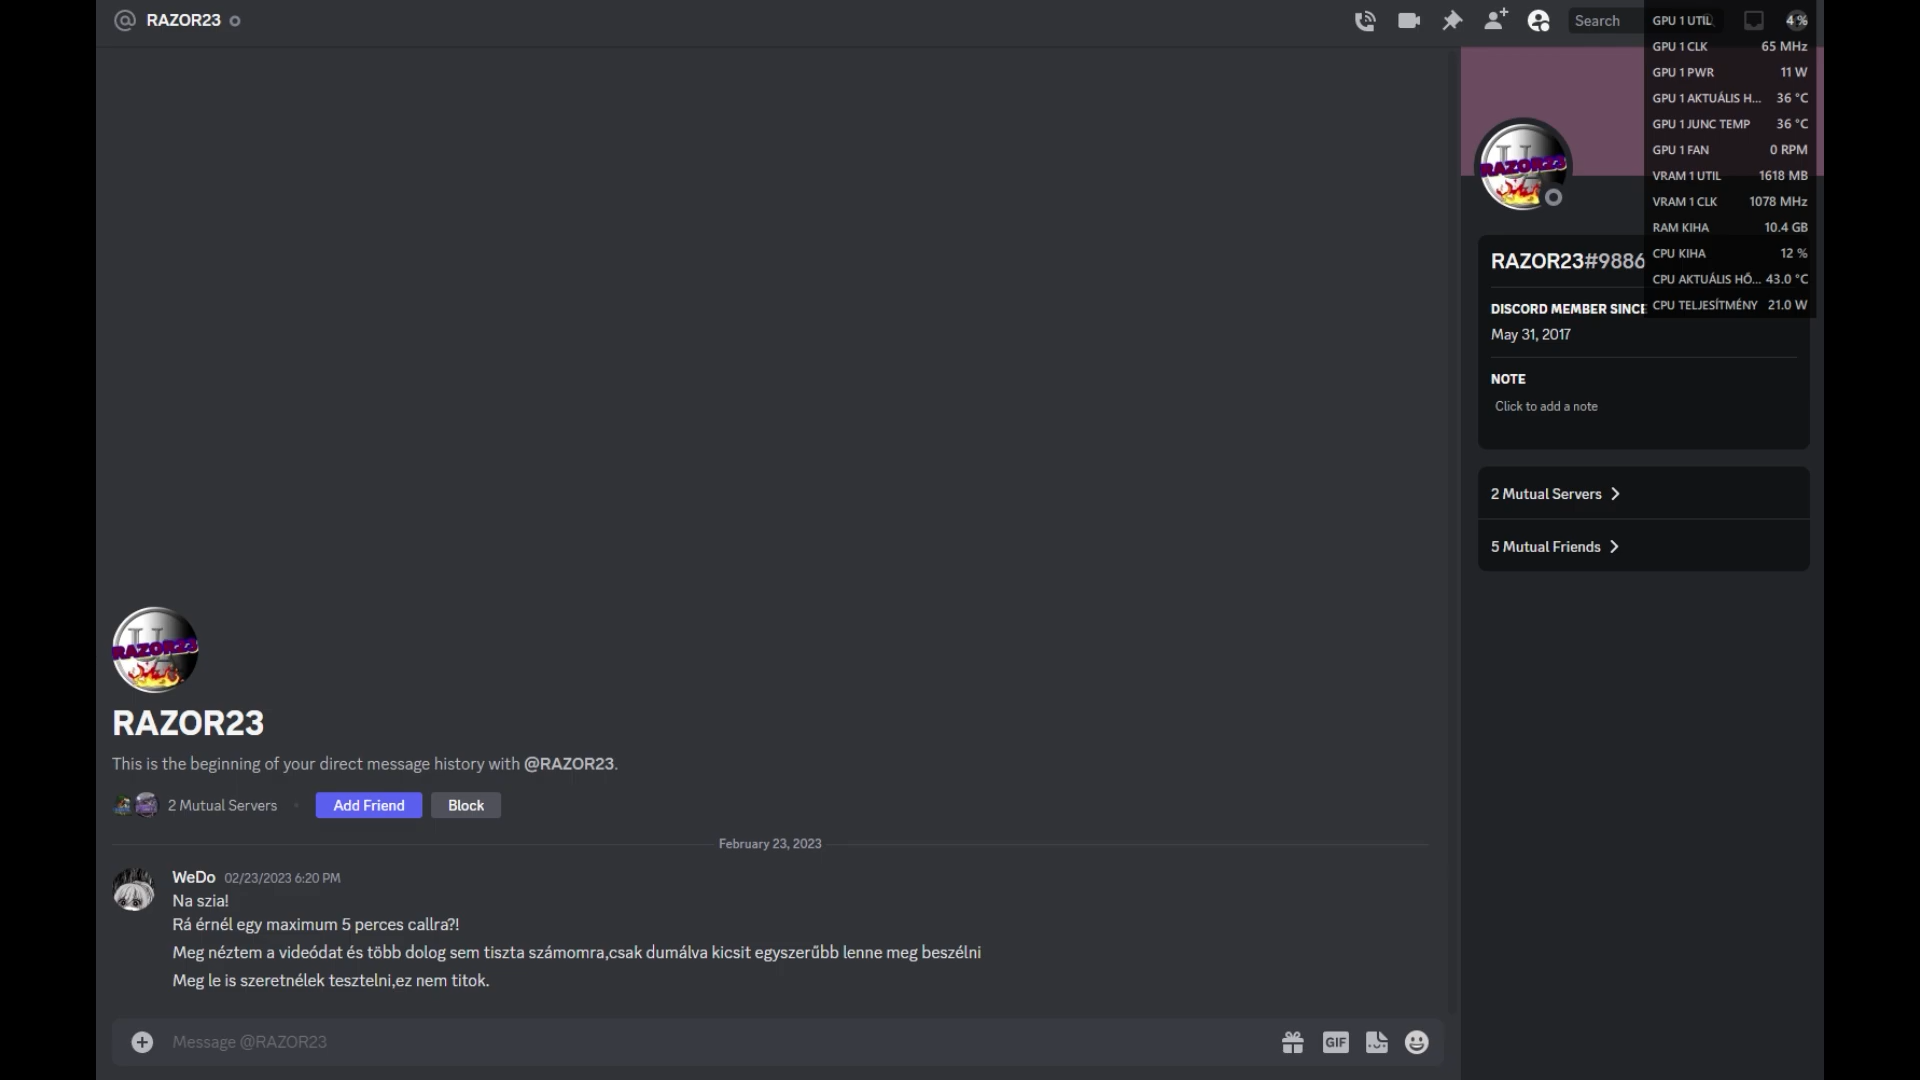 RAZOR23
Search
GPU 1 UTIL 4 %
GPU 1 CLK 65 MHz
GPU 1 PWR 11 W
GPU 1 AKTUÁLIS H... 36 °C
GPU 1 JUNC TEMP 36 °C
GPU 1 FAN 0 RPM
VRAM 1 UTIL 1618 MB
VRAM 1 CLK 1078 MHz
RAM KIHA 10.4 GB
CPU KIHA 12 %
CPU AKTUÁLIS HŐ... 43.0 °C
CPU TELJESÍTMÉNY 21.0 W
RAZOR23
RAZOR23#9886
DISCORD MEMBER SINCE
May 31, 2017
NOTE
Click to add a note
2 Mutual Servers
5 Mutual Friends
RAZOR23
RAZOR23
This is the beginning of your direct message history with @RAZOR23.
2 Mutual Servers • Add Friend Block
February 23, 2023
WeDo 02/23/2023 6:20 PM
Na szia!
Rá érnél egy maximum 5 perces callra?!
Meg néztem a videódat és több dolog sem tiszta számomra,csak dumálva kicsit egyszerűbb lenne meg beszélni
Meg le is szeretnélek tesztelni,ez nem titok.
Message @RAZOR23
GIF